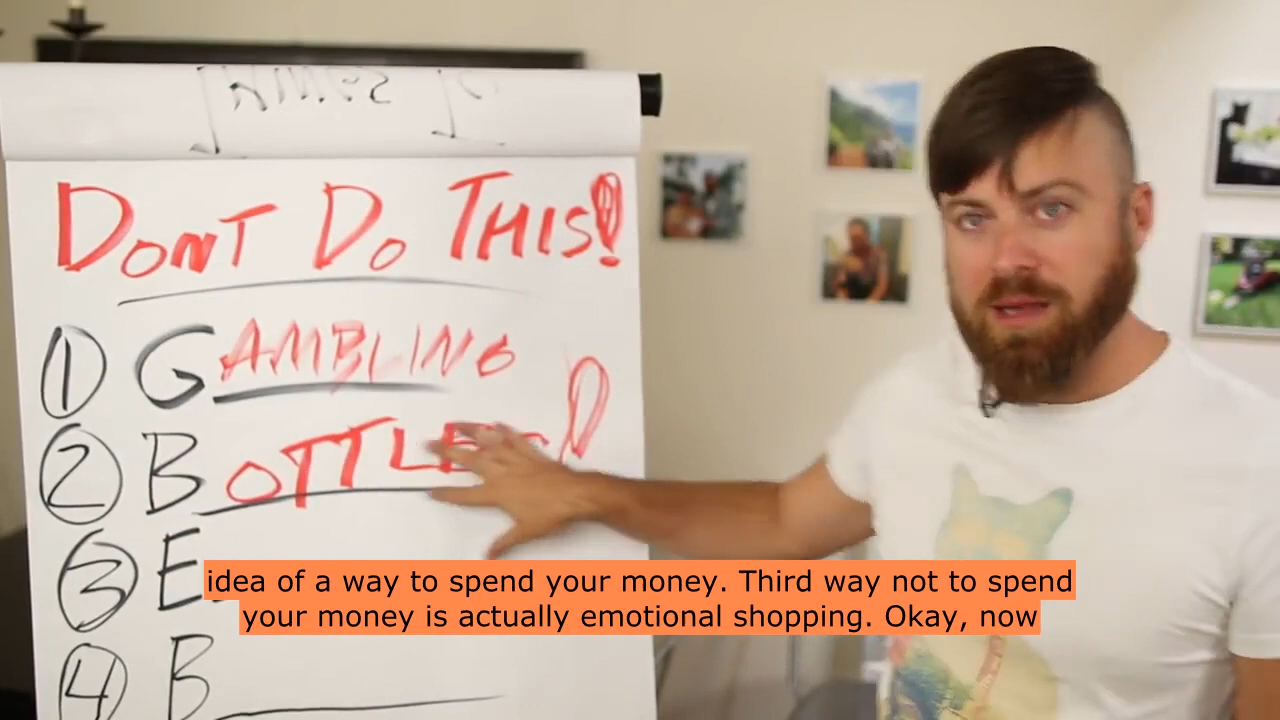 DONT DO THIS!
1 GAMBLING
2 BOTTLES!
3 E
4 B
idea of a way to spend your money. Third way not to spend
your money is actually emotional shopping. Okay, now